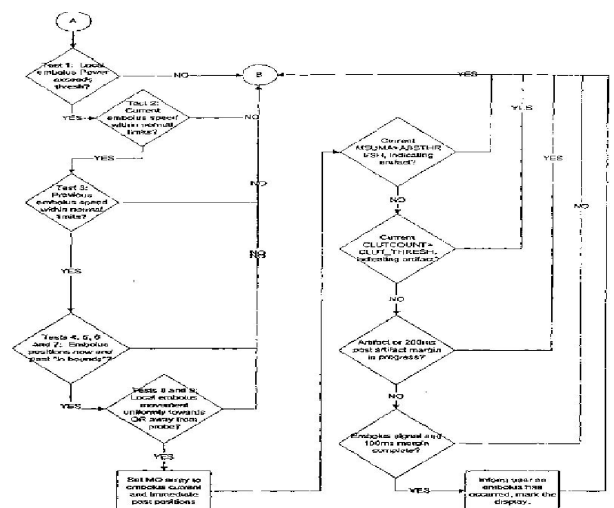 A
Test 1: Local
embolus Power
exceeds
thresh?
NO
B
YES
YES
Test 2:
Current
embolus speed
within normal
limits?
NO
YES
Test 3:
Previous
embolus speed
within normal
limits?
NO
YES
Tests 4, 5, 6
and 7: Embolus
positions now and
past "in bounds"?
NO
YES
Tests 8 and 9:
Local embolus
movement
uniformly towards
OR away from
probe?
YES
Set MQ array to
embolus current
and immediate
past positions
Current
indicating artifact?
YES
NO
Current
CLUTCOUNT>
CLUT_THRESH,
indicating artifact?
YES
NO
Artifact or 200ms
post artifact margin
in progress?
YES
NO
Embolus signal and
100ms margin
complete?
NO
YES
Inform user an
embolus has
occurred, mark the
display.